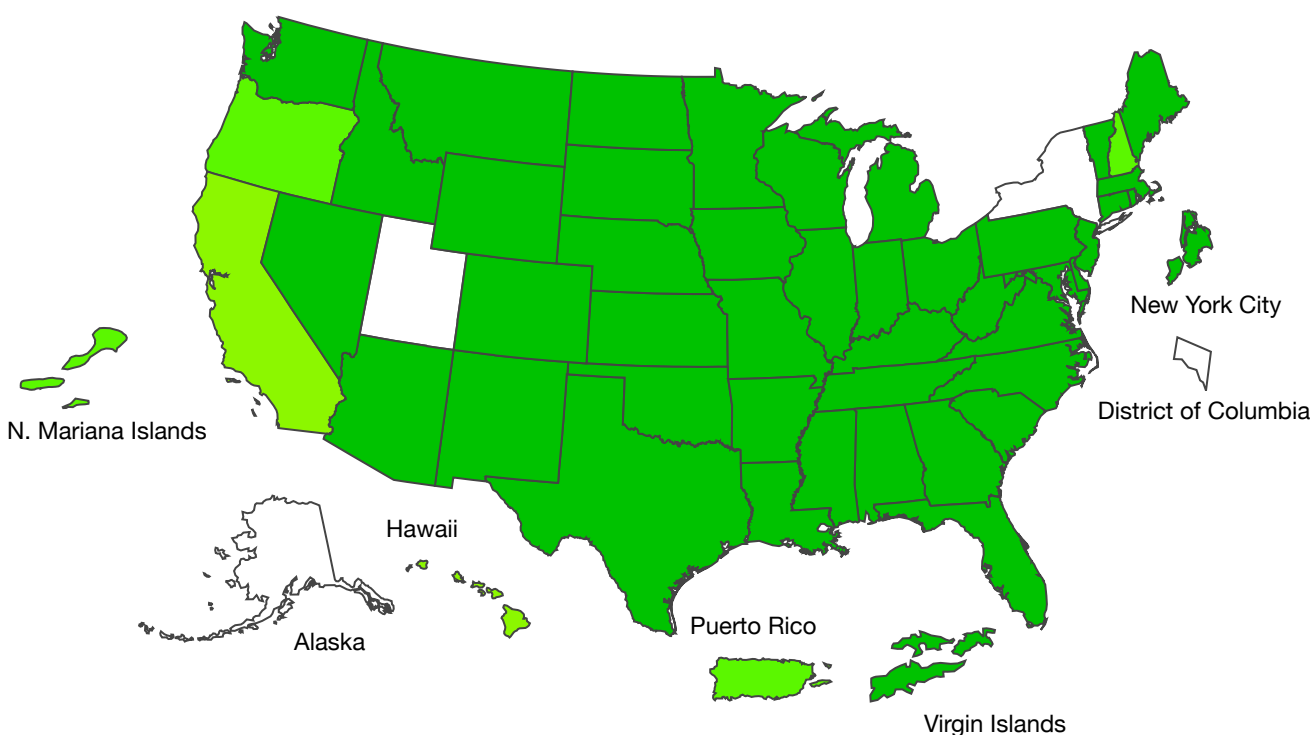 New York City
District of Columbia
N. Mariana Islands
Hawaii
Alaska
Puerto Rico
Virgin Islands